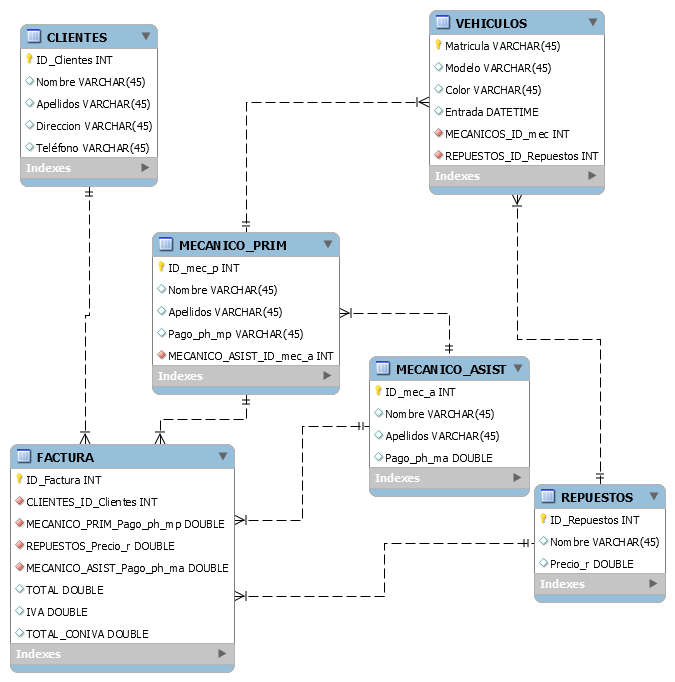 CLIENTES
ID_Clientes INT
Nombre VARCHAR(45)
Apellidos VARCHAR(45)
Direccion VARCHAR(45)
Teléfono VARCHAR(45)
Indexes
VEHICULOS
Matricula VARCHAR(45)
Modelo VARCHAR(45)
Color VARCHAR(45)
Entrada DATETIME
MECANICOS_ID_mec INT
REPUESTOS_ID_Repuestos INT
Indexes
MECANICO_PRIM
ID_mec_p INT
Nombre VARCHAR(45)
Apellidos VARCHAR(45)
Pago_ph_mp VARCHAR(45)
MECANICO_ASIST_ID_mec_a INT
Indexes
MECANICO_ASIST
ID_mec_a INT
Nombre VARCHAR(45)
Apellidos VARCHAR(45)
Pago_ph_ma DOUBLE
Indexes
FACTURA
ID_Factura INT
CLIENTES_ID_Clientes INT
MECANICO_PRIM_Pago_ph_mp DOUBLE
REPUESTOS_Precio_r DOUBLE
MECANICO_ASIST_Pago_ph_ma DOUBLE
TOTAL DOUBLE
IVA DOUBLE
TOTAL_CONIVA DOUBLE
Indexes
REPUESTOS
ID_Repuestos INT
Nombre VARCHAR(45)
Precio_r DOUBLE
Indexes